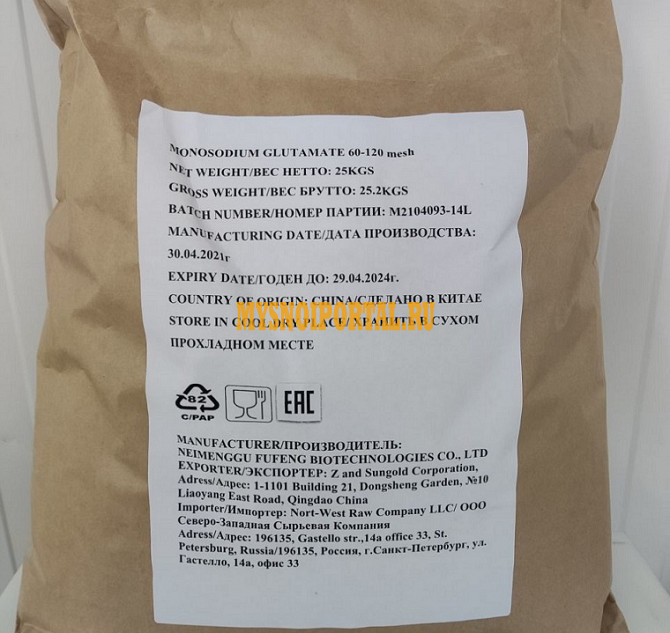 MONOSODIUM GLUTAMATE 60-120 mesh
NET WEIGHT/ВЕС НЕТТО: 25KGS
GROSS WEIGHT/ВЕС БРУТТО: 25.2KGS
BATCH NUMBER/НОМЕР ПАРТИИ: M2104093-14L
MANUFACTURING DATE/ДАТА ПРОИЗВОДСТВА:
30.04.2021г
EXPIRY DATE/ГОДЕН ДО: 29.04.2024г.
COUNTRY OF ORIGIN: CHINA/СДЕЛАНО В КИТАЕ
MYSNOIPORTAL.RU
STORE IN COOL DRY PLACE/ХРАНИТЬ В СУХОМ
ПРОХЛАДНОМ МЕСТЕ
82
C/PAP
EAC
MANUFACTURER/ПРОИЗВОДИТЕЛЬ:
NEIMENGGU FUFENG BIOTECHNOLOGIES CO., LTD
EXPORTER/ЭКСПОРТЕР: Z and Sungold Corporation,
Adress/Адрес: 1-1101 Building 21, Dongsheng Garden, №10
Liaoyang East Road, Qingdao China
Importer/Импортер: Nort-West Raw Company LLC/ ООО
Северо-Западная Сырьевая Компания
Adress/Адрес: 196135, Gastello str.,14a office 33, St.
Petersburg, Russia/196135, Россия, г.Санкт-Петербург, ул.
Гастелло, 14а, офис 33